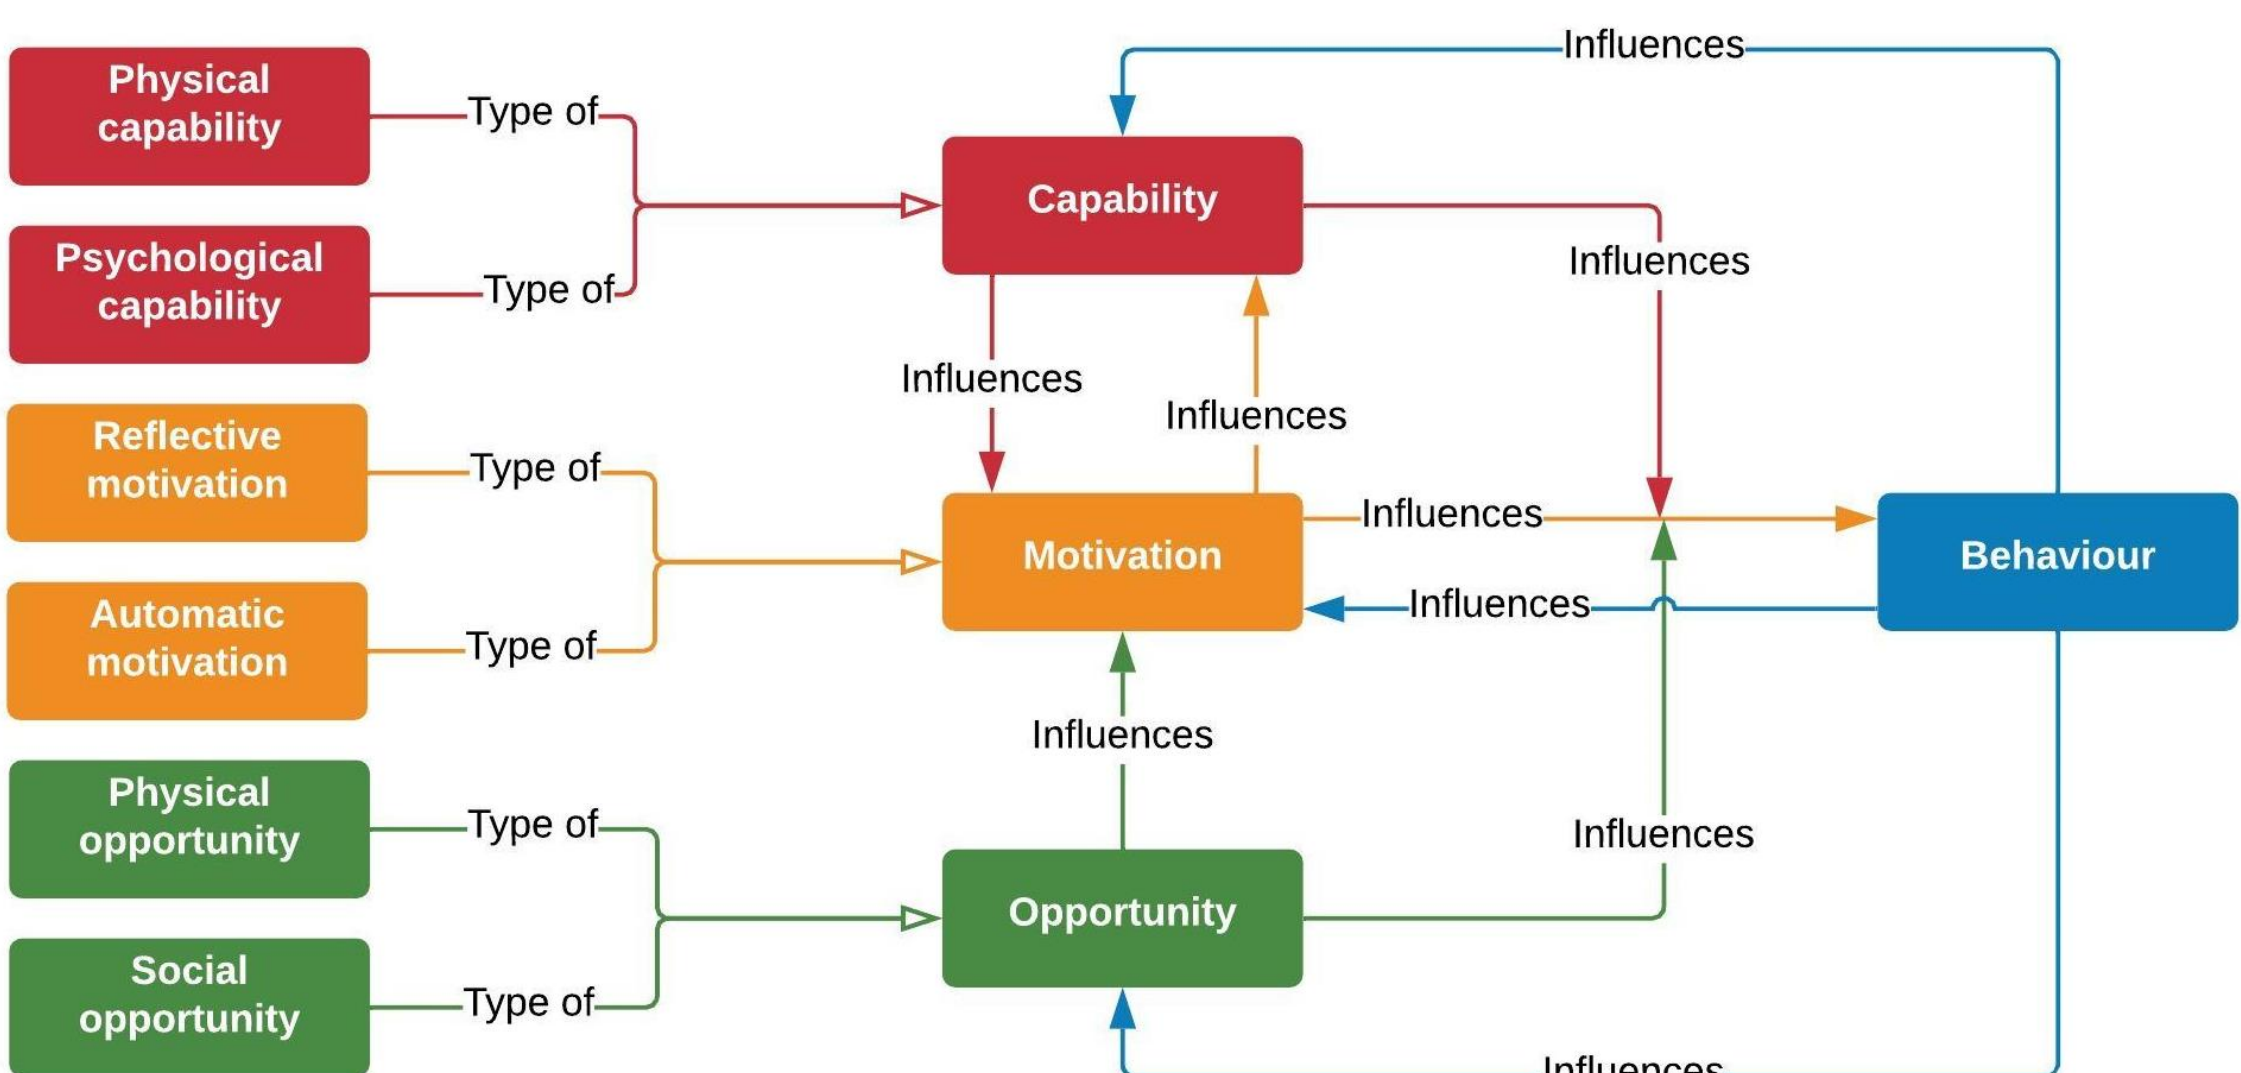 Influences
Physical
capability
Type of
Capability
Psychological
capability
Type of
Influences
Influences
Influences
Reflective
motivation
Type of
Influences
Motivation
Behaviour
Influences
Automatic
motivation
Type of
Influences
Physical
opportunity
Type of
Influences
Opportunity
Social
opportunity
Type of
Influences